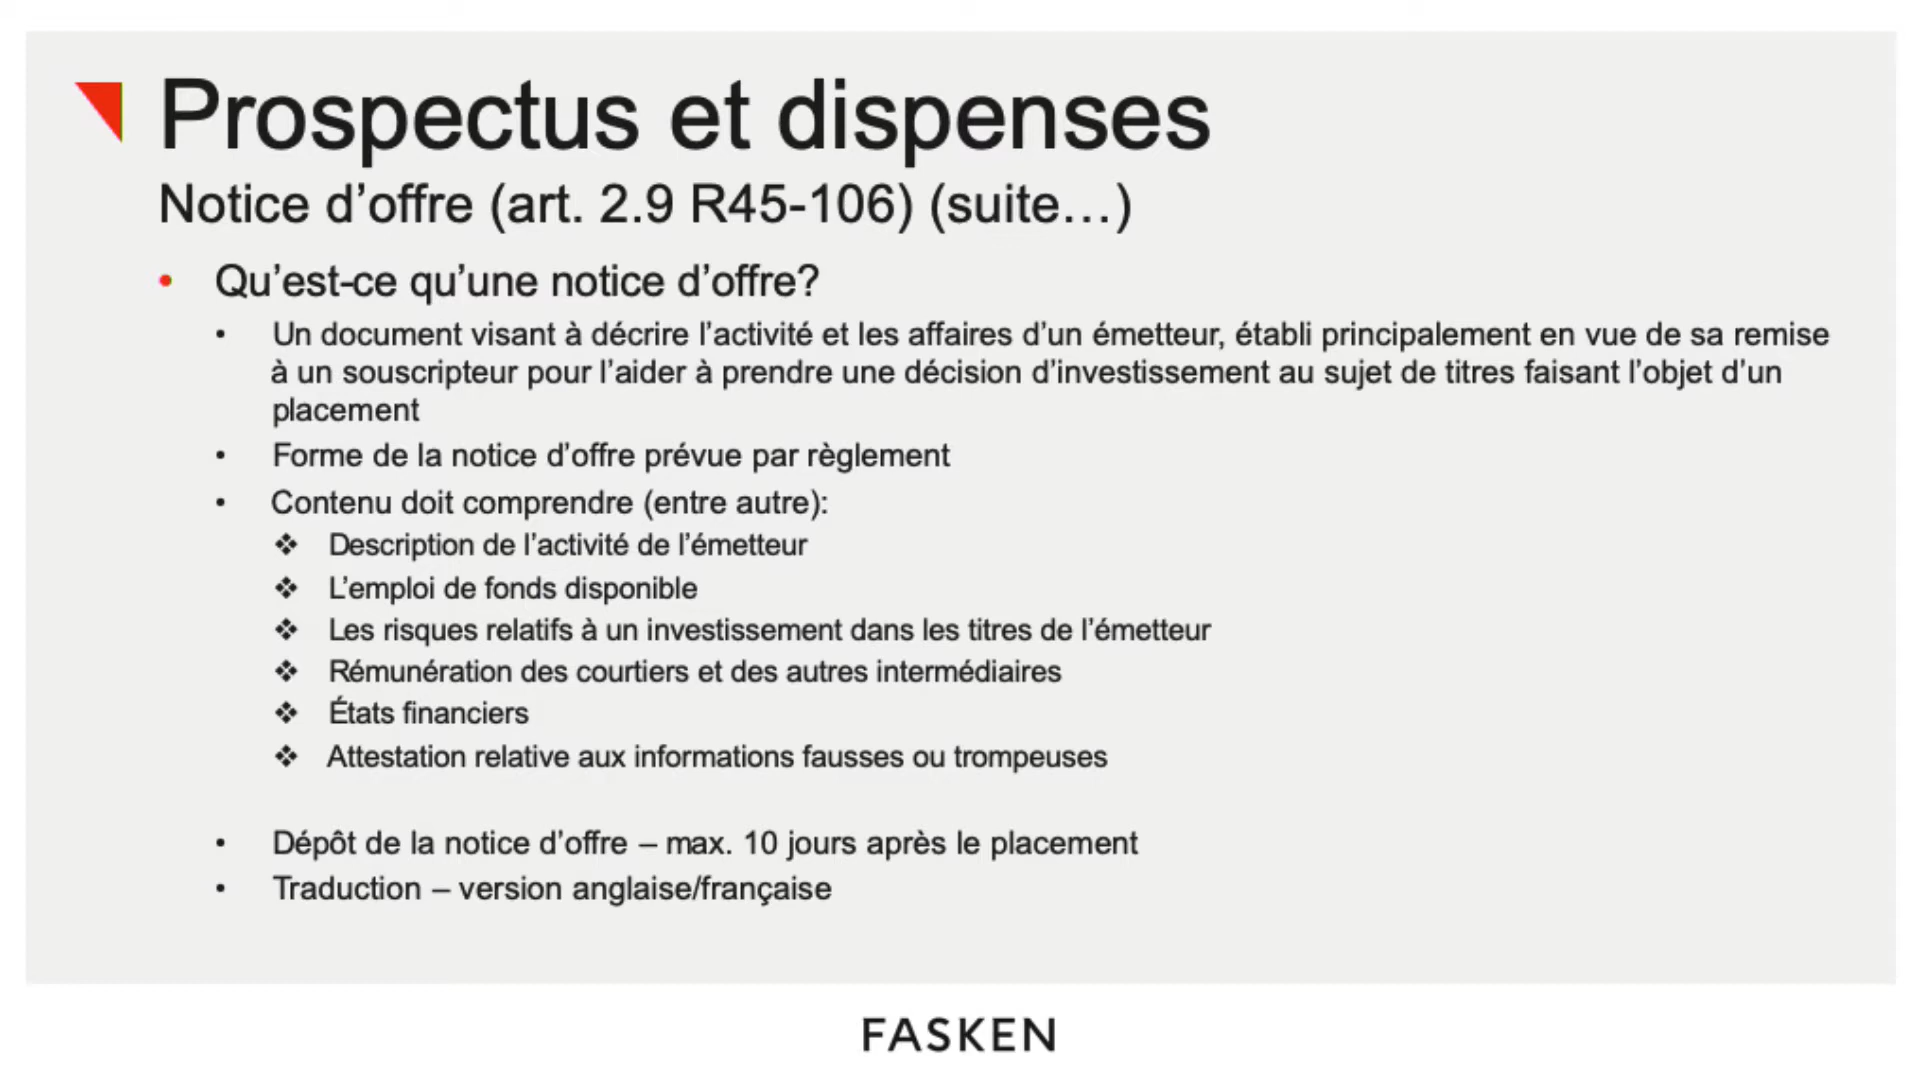 Prospectus et dispenses
Notice d’offre (art. 2.9 R45-106) (suite…)
• Qu’est-ce qu’une notice d’offre?
• Un document visant à décrire l’activité et les affaires d’un émetteur, établi principalement en vue de sa remise
à un souscripteur pour l’aider à prendre une décision d’investissement au sujet de titres faisant l’objet d’un
placement
• Forme de la notice d’offre prévue par règlement
• Contenu doit comprendre (entre autre):
❖ Description de l’activité de l’émetteur
❖ L’emploi de fonds disponible
❖ Les risques relatifs à un investissement dans les titres de l’émetteur
❖ Rémunération des courtiers et des autres intermédiaires
❖ États financiers
❖ Attestation relative aux informations fausses ou trompeuses
• Dépôt de la notice d’offre – max. 10 jours après le placement
• Traduction – version anglaise/française
FASKEN